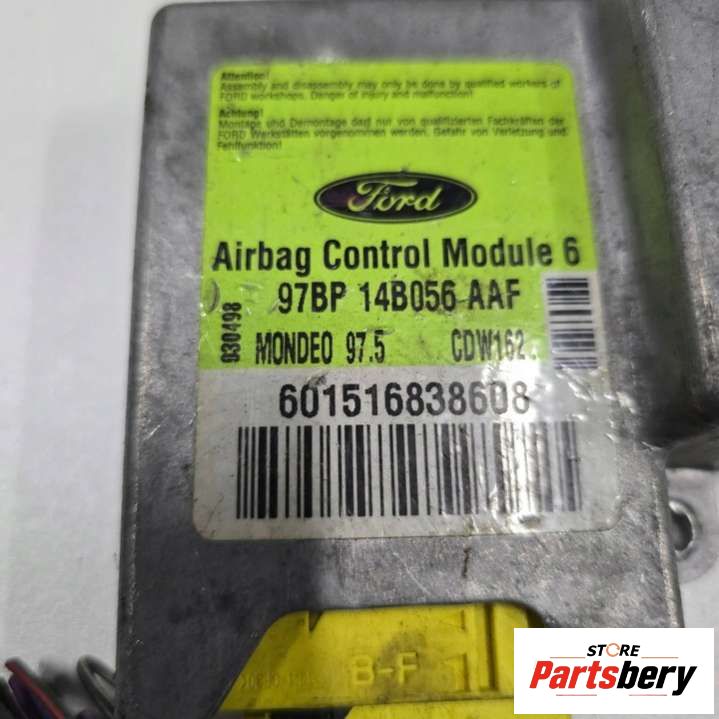 Attention!
Assembly and disassembly may only be done by qualified workers of
FORD workshops. Danger of injury and malfunction!
Achtung!
Montage und Demontage darf nur von qualifizierten Fachkräften der
FORD Werkstätten vorgenommen werden. Gefahr von Verletzung und
Fehlfunktion!
Ford
Airbag Control Module 6
97BP 14B056-AAF
030498
MONDEO 97.5 CDW162
601516838608
B-F
STORE
Partsbery